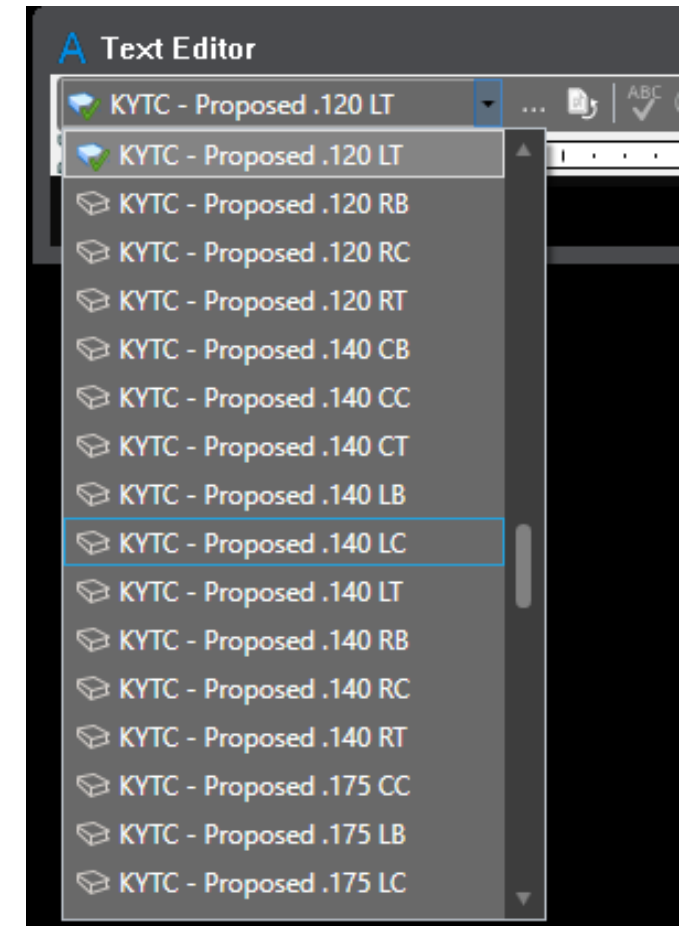 Text Editor
KYTC - Proposed .120 LT
... ABC
KYTC - Proposed .120 LT
KYTC - Proposed .120 RB
KYTC - Proposed .120 RC
KYTC - Proposed .120 RT
KYTC - Proposed .140 CB
KYTC - Proposed .140 CC
KYTC - Proposed .140 CT
KYTC - Proposed .140 LB
KYTC - Proposed .140 LC
KYTC - Proposed .140 LT
KYTC - Proposed .140 RB
KYTC - Proposed .140 RC
KYTC - Proposed .140 RT
KYTC - Proposed .175 CC
KYTC - Proposed .175 LB
KYTC - Proposed .175 LC